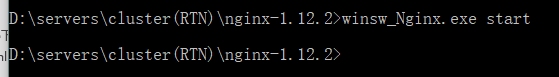 D:\servers\cluster(RTN)\nginx-1.12.2>winsw_Nginx.exe start
D:\servers\cluster(RTN)\nginx-1.12.2>